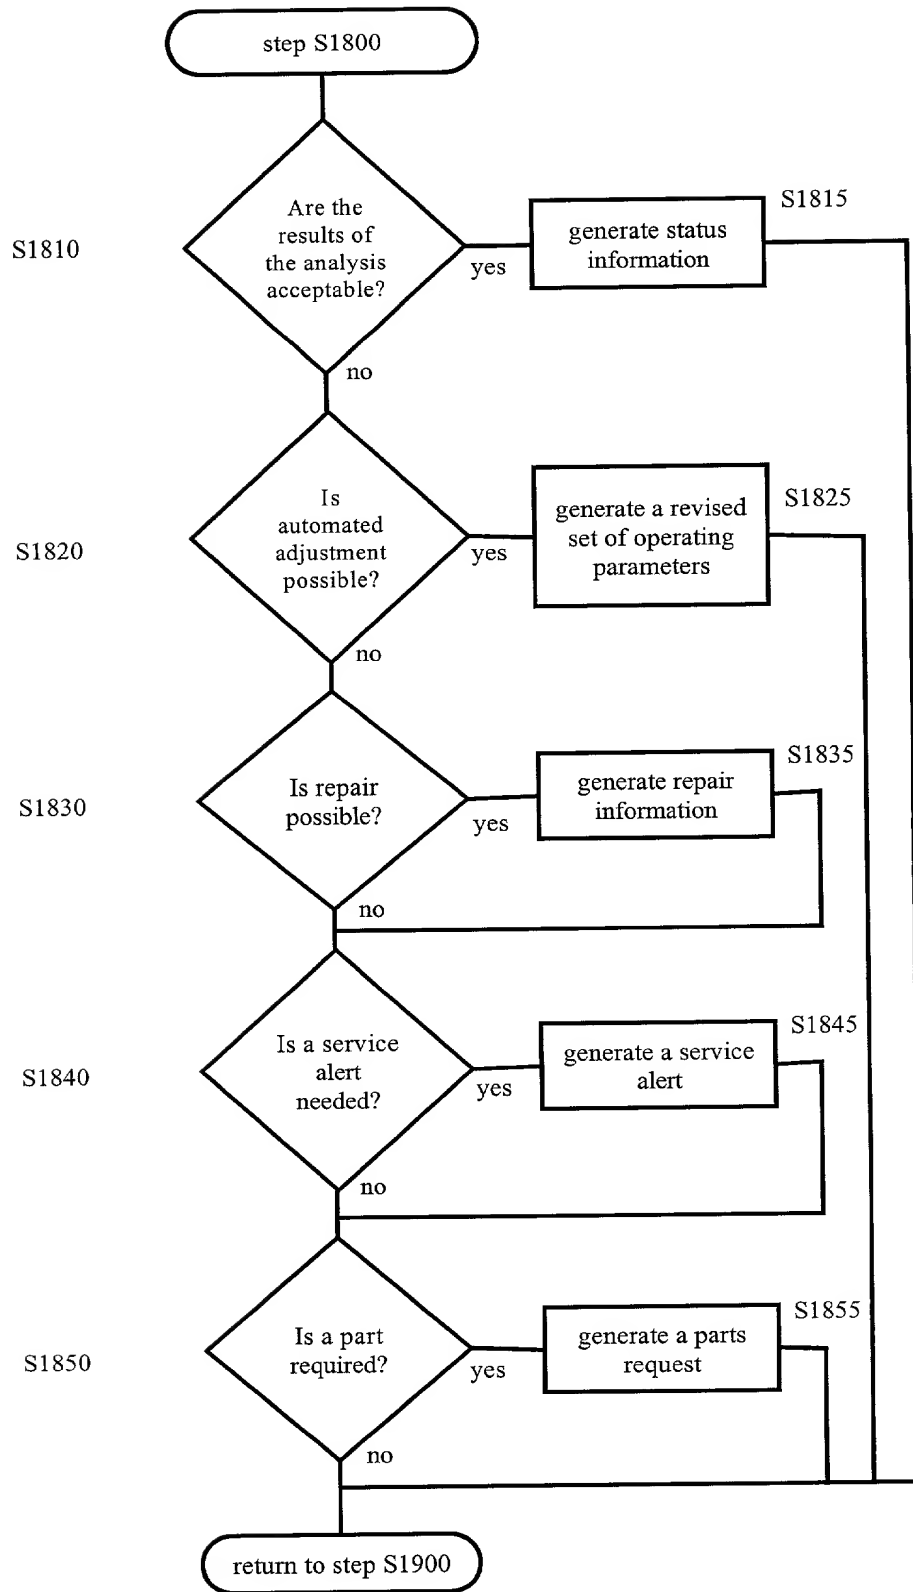 step S1800
S1810
Are the
results of
the analysis
acceptable?
yes
no
S1815
generate status
information
S1820
Is
automated
adjustment
possible?
yes
no
S1825
generate a revised
set of operating
parameters
S1830
Is repair
possible?
yes
no
S1835
generate repair
information
S1840
Is a service
alert
needed?
yes
no
S1845
generate a service
alert
S1850
Is a part
required?
yes
no
S1855
generate a parts
request
return to step S1900